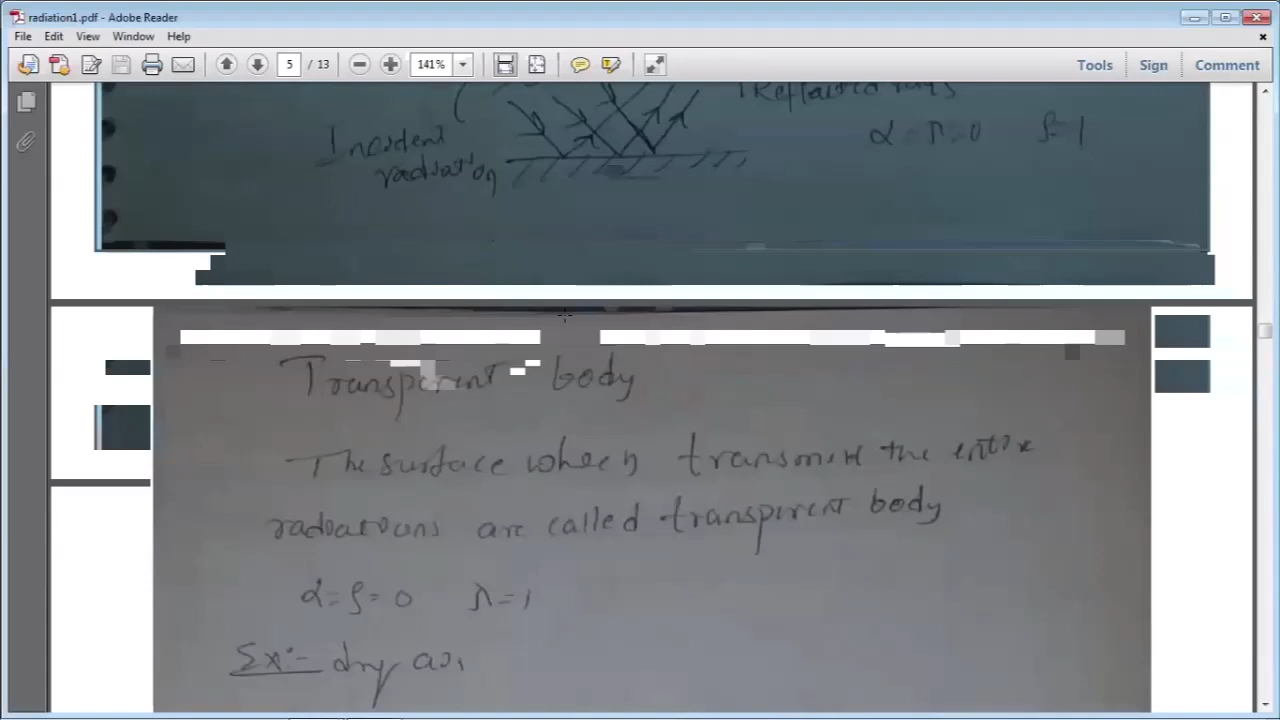 radiation1.pdf - Adobe Reader
File Edit View Window Help
5 / 13 141% Tools Sign Comment
Reflected rays
Incident
radiation
α = τ = 0 ρ = 1
Transparent body
The surface when transmit the entire
radiations are called transparent body
α = ρ = 0 τ = 1
Ex:- dry air